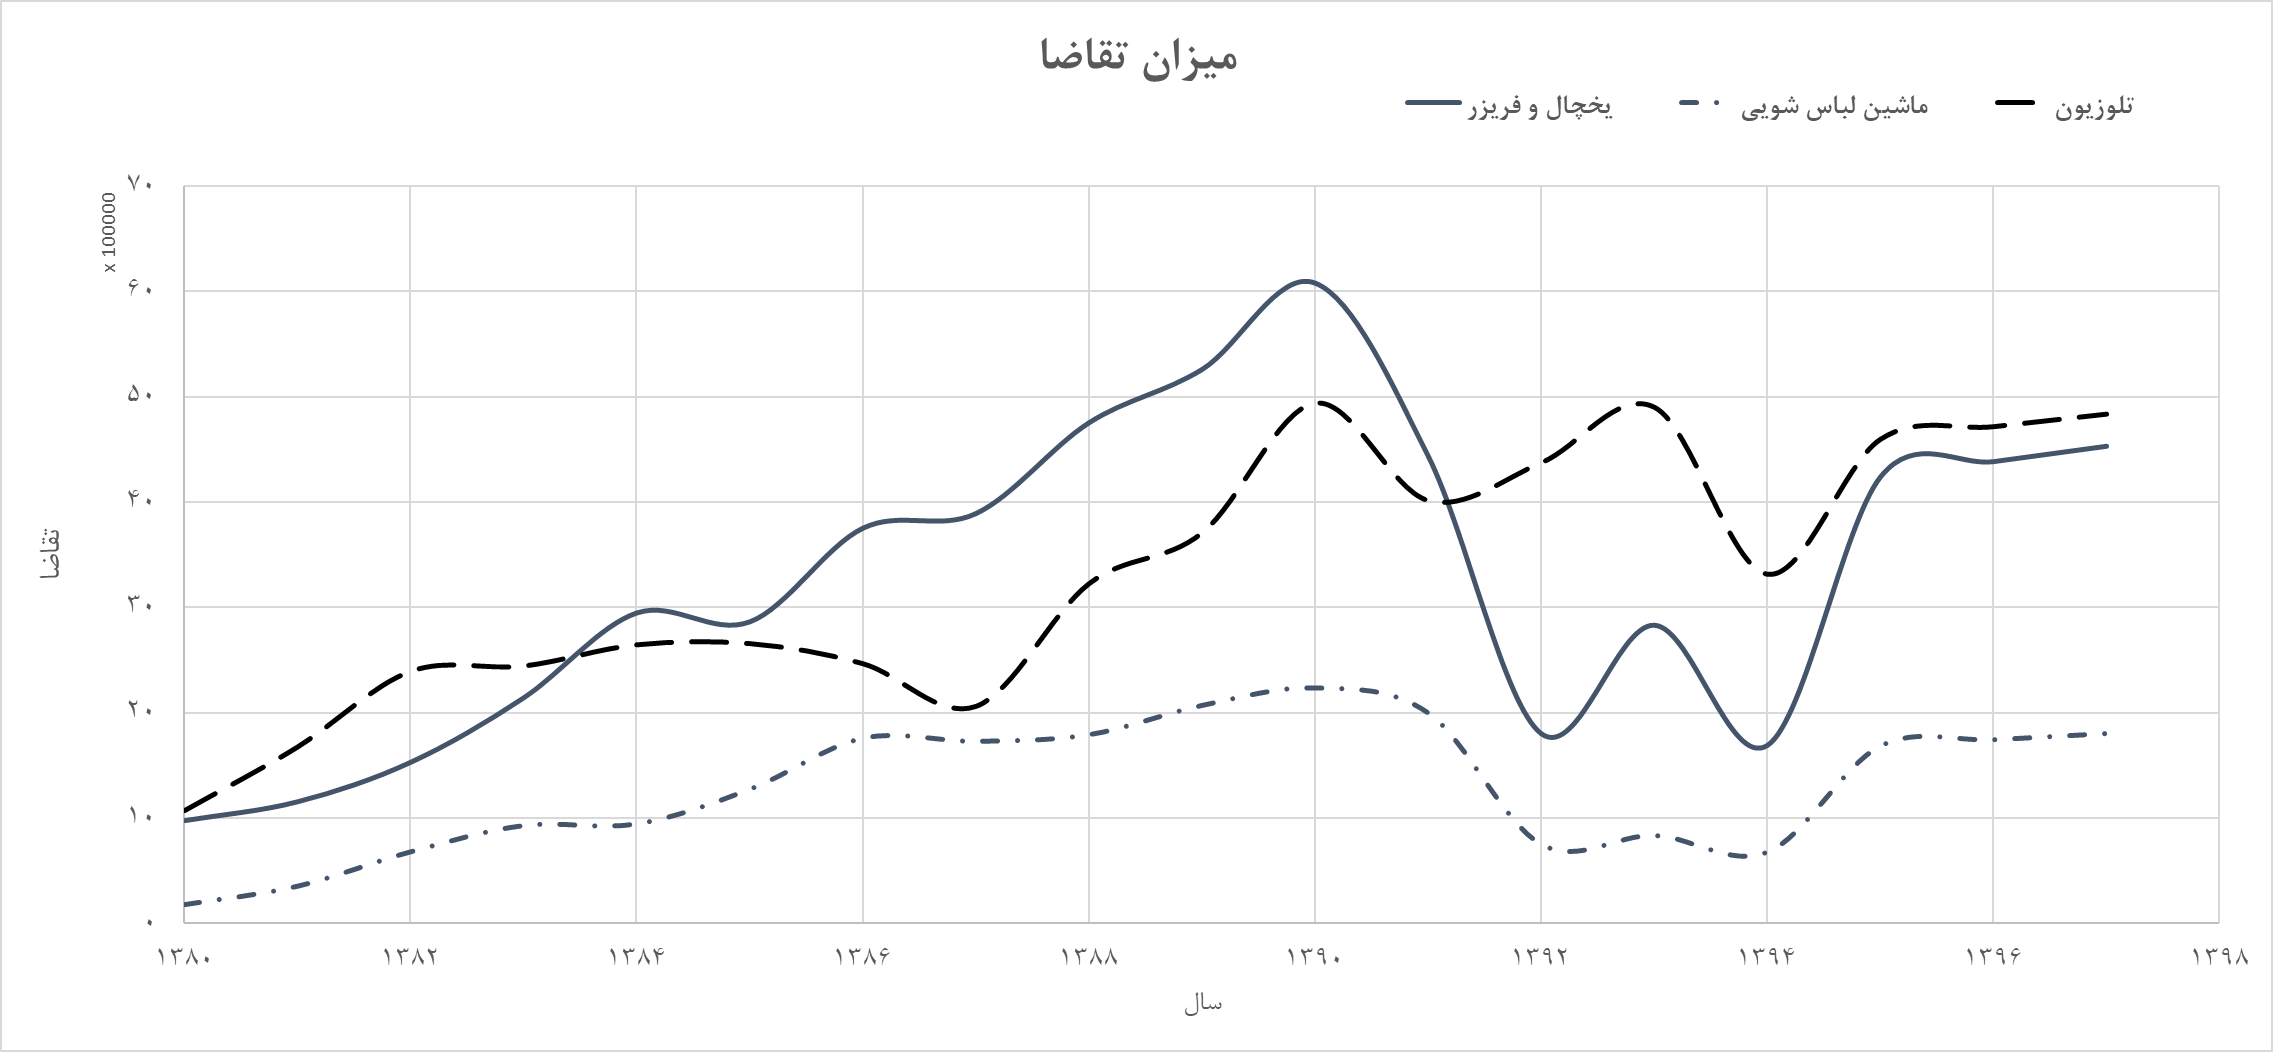 میزان تقاضا
یخچال و فریزر ماشین لباس شویی تلوزیون
x 100000
۷۰
۶۰
۵۰
۴۰
۳۰
۲۰
۱۰
۰
تقاضا
۱۳۸۰ ۱۳۸۲ ۱۳۸۴ ۱۳۸۶ ۱۳۸۸ ۱۳۹۰ ۱۳۹۲ ۱۳۹۴ ۱۳۹۶ ۱۳۹۸
سال